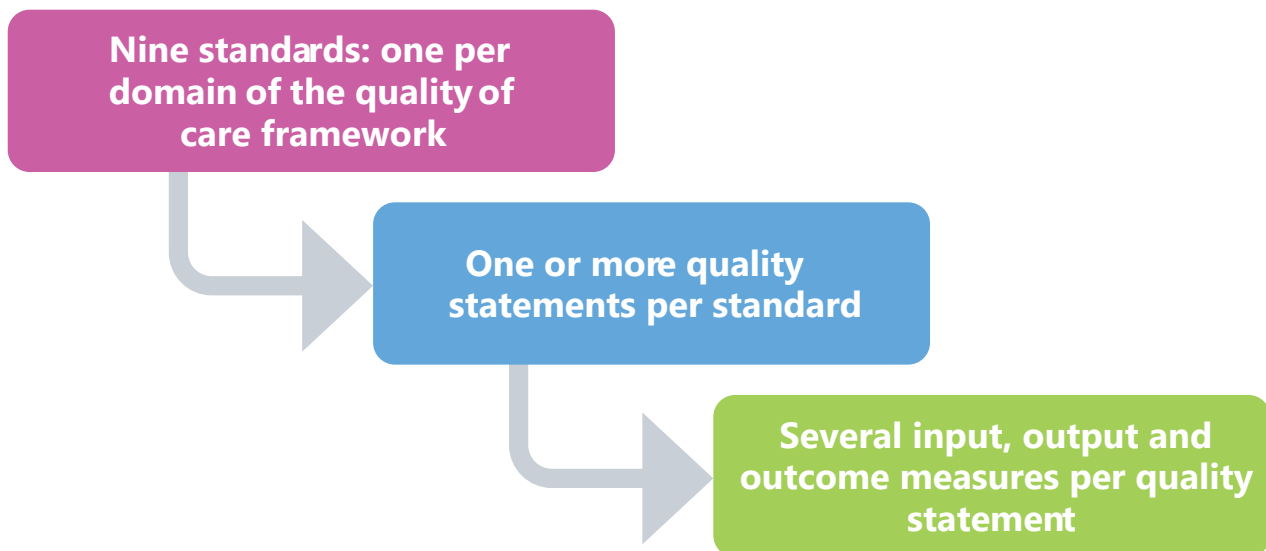 Nine standards: one per
domain of the quality of
care framework
One or more quality
statements per standard
Several input, output and
outcome measures per quality
statement